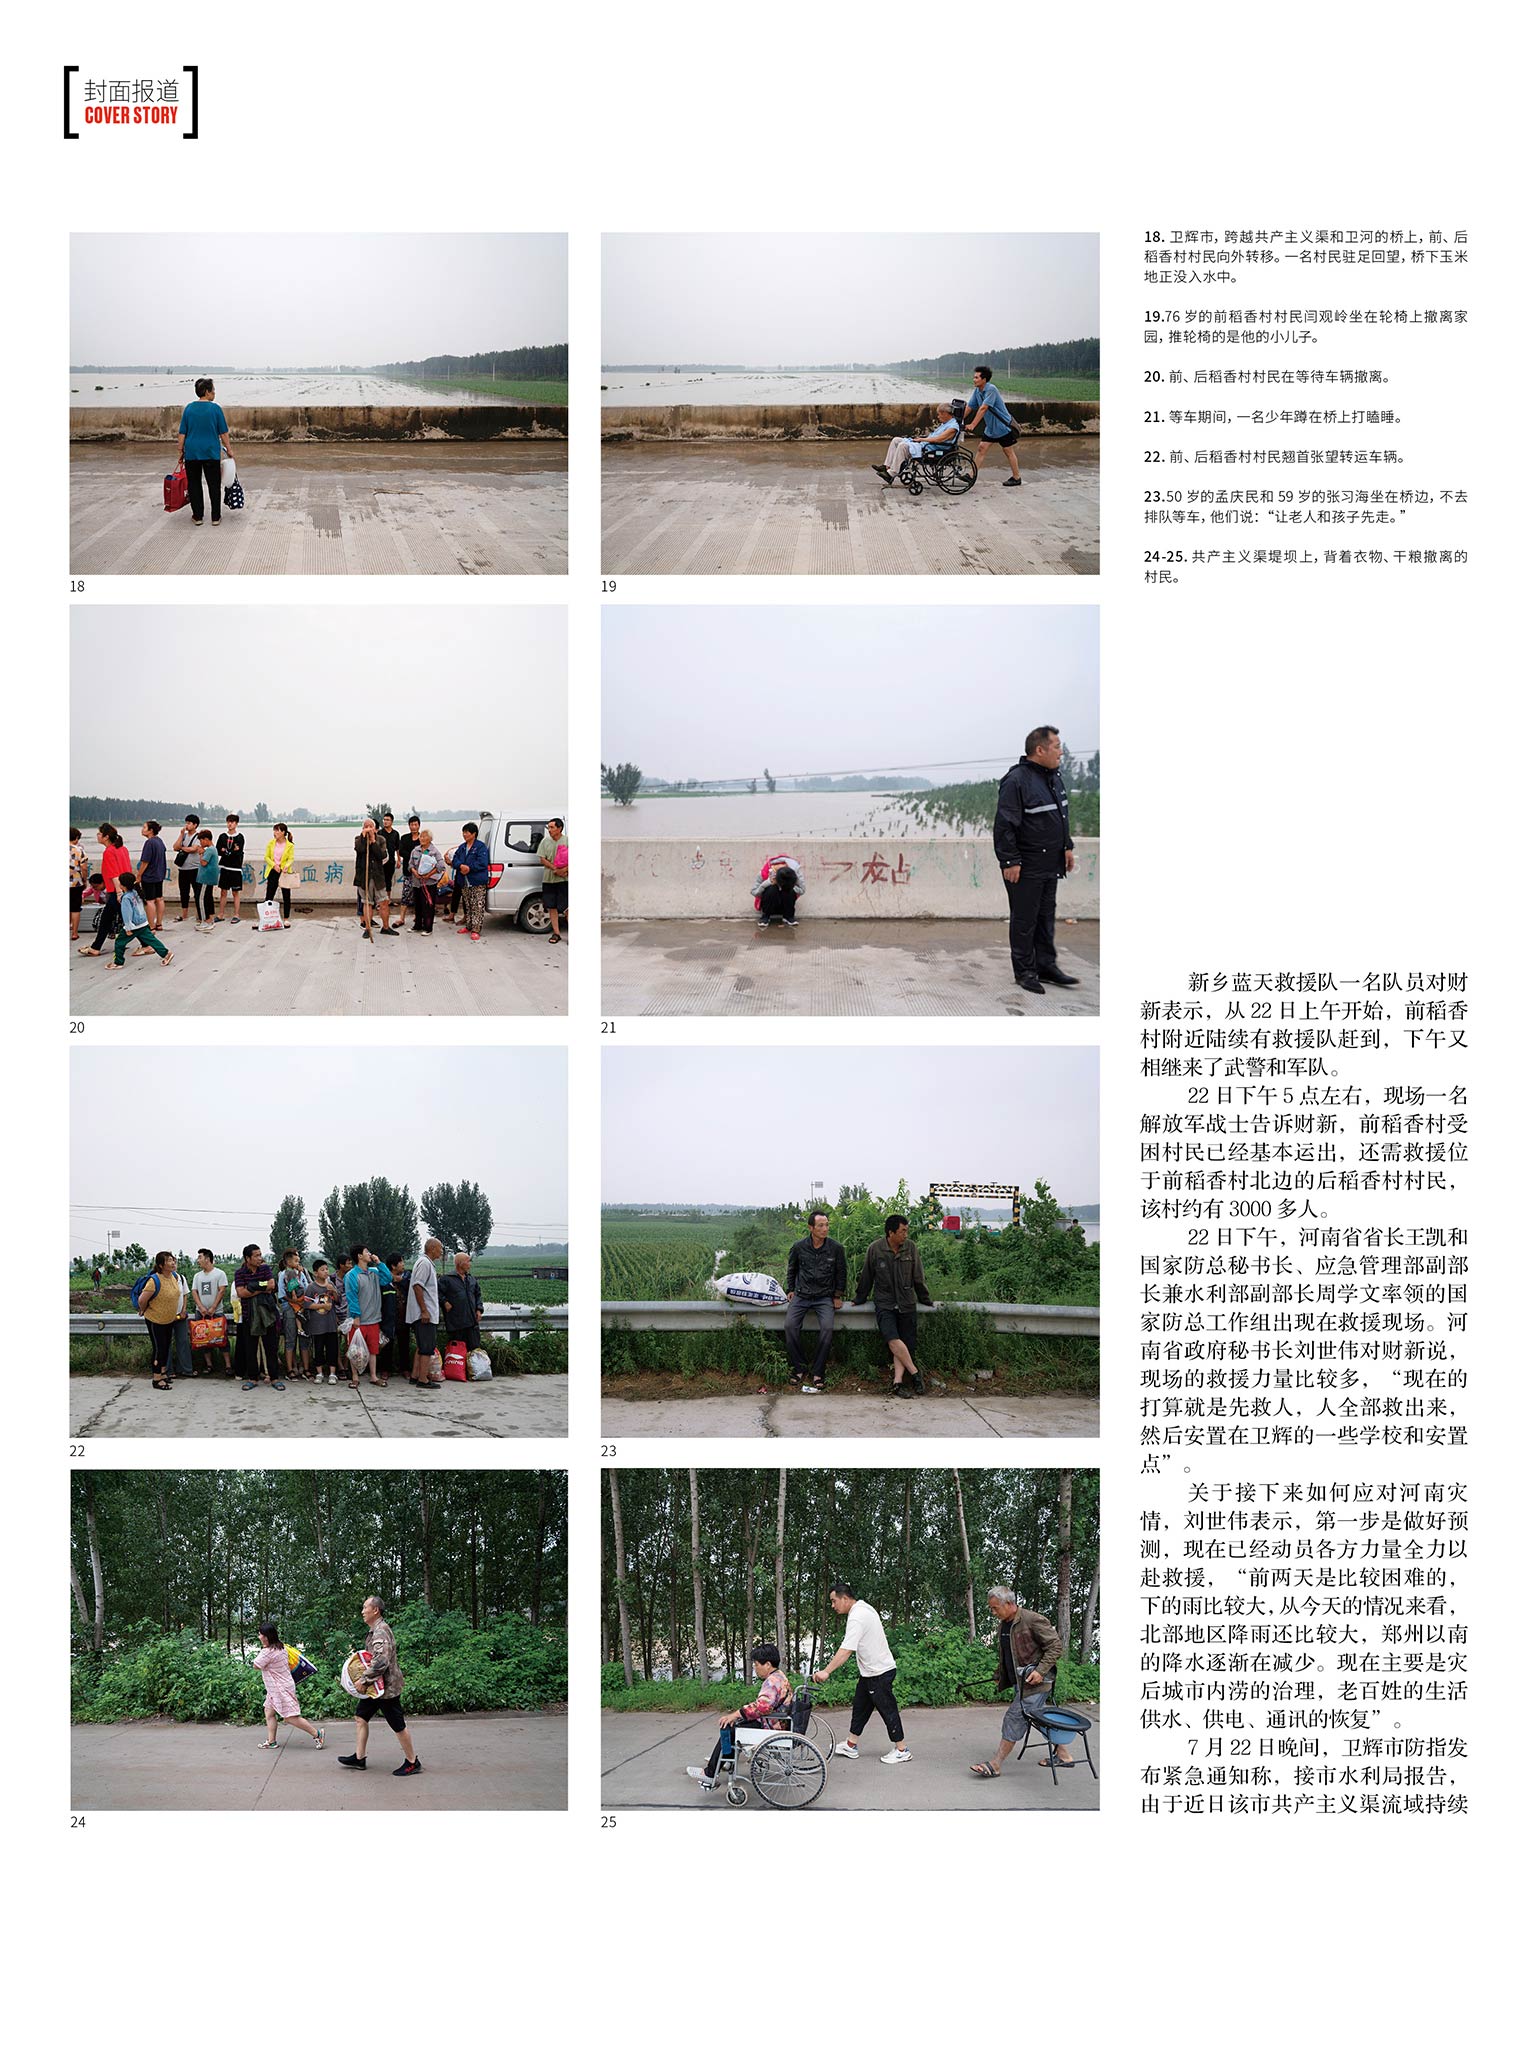 封面报道
COVER STORY
18. 卫辉市，跨越共产主义渠和卫河的桥上，前、后
稻香村村民向外转移。一名村民驻足回望，桥下玉米
地正没入水中。
19.76 岁的前稻香村村民闫观岭坐在轮椅上撤离家
园，推轮椅的是他的小儿子。
20. 前、后稻香村村民在等待车辆撤离。
21. 等车期间，一名少年蹲在桥上打瞌睡。
22. 前、后稻香村村民翘首张望转运车辆。
23.50 岁的孟庆民和 59 岁的张习海坐在桥边，不去
排队等车，他们说：“让老人和孩子先走。”
24-25. 共产主义渠堤坝上，背着衣物、干粮撤离的
村民。
18
19
血病
龙占
20
21
22
23
24
25
新乡蓝天救援队一名队员对财
新表示，从 22 日上午开始，前稻香
村附近陆续有救援队赶到，下午又
相继来了武警和军队。
22 日下午 5 点左右，现场一名
解放军战士告诉财新，前稻香村受
困村民已经基本运出，还需救援位
于前稻香村北边的后稻香村村民，
该村约有 3000 多人。
22 日下午，河南省省长王凯和
国家防总秘书长、应急管理部副部
长兼水利部副部长周学文率领的国
家防总工作组出现在救援现场。河
南省政府秘书长刘世伟对财新说，
现场的救援力量比较多，“现在的
打算就是先救人，人全部救出来，
然后安置在卫辉的一些学校和安置
点”。
关于接下来如何应对河南灾
情，刘世伟表示，第一步是做好预
测，现在已经动员各方力量全力以
赴救援，“前两天是比较困难的，
下的雨比较大，从今天的情况来看，
北部地区降雨还比较大，郑州以南
的降水逐渐在减少。现在主要是灾
后城市内涝的治理，老百姓的生活
供水、供电、通讯的恢复”。
7 月 22 日晚间，卫辉市防指发
布紧急通知称，接市水利局报告，
由于近日该市共产主义渠流域持续